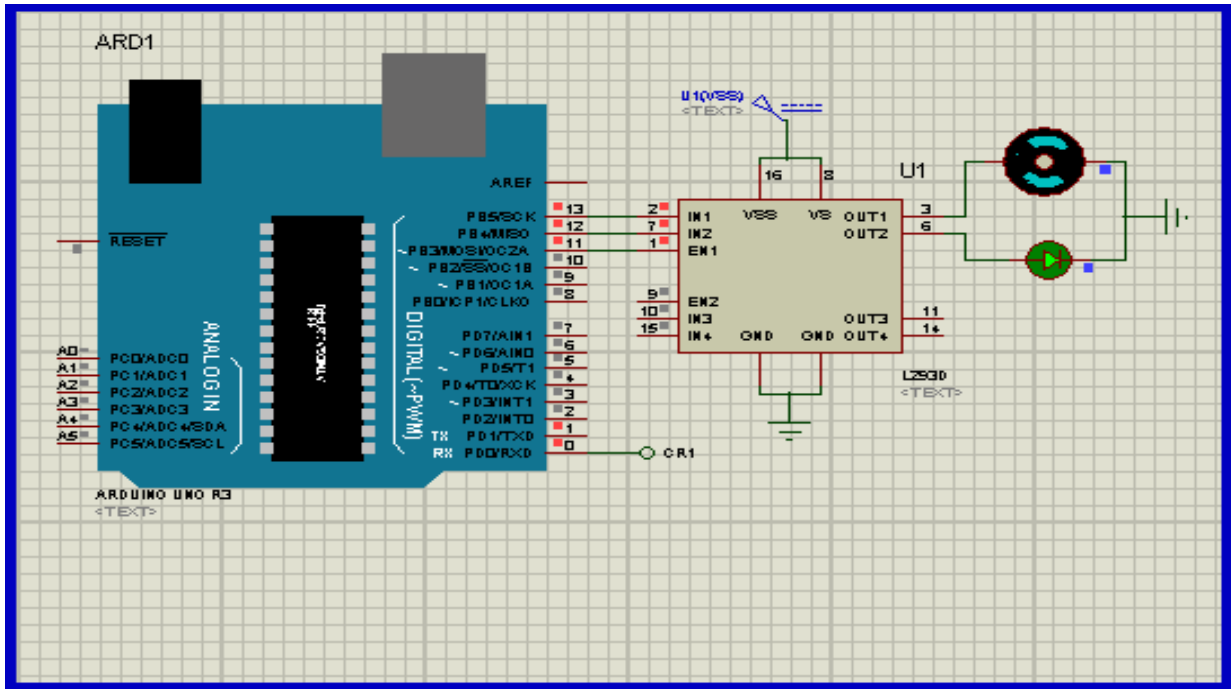 ARD1
ARDUINO UNO R3
<TEXT>
RESET
A0
A1
A2
A3
A4
A5
PC0/ADC0
PC1/ADC1
PC2/ADC2
PC3/ADC3
PC4/ADC4/SDA
PC5/ADC5/SCL
ANALOG IN
DIGITAL (~PWM)
AREF
PB5/SCK 13
PB4/MISO 12
~PB3/MOSI/OC2A 11
~ PB2/SS/OC1B 10
~ PB1/OC1A 9
PB0/ICP1/CLKO 8
PD7/AIN1 7
~PD6/AIN0 6
~PD5/T1 5
PD4/T0/XCK 4
~PD3/INT1 3
PD2/INT0 2
TX PD1/TXD 1
RX PD0/RXD 0
CR1
U1(VSS)
<TEXT>
16 8
U1
2 IN1 VSS VS OUT1 3
7 IN2 OUT2 6
1 EN1
9 EN2
10 IN3 OUT3 11
15 IN4 GND GND OUT4 14
L293D
<TEXT>